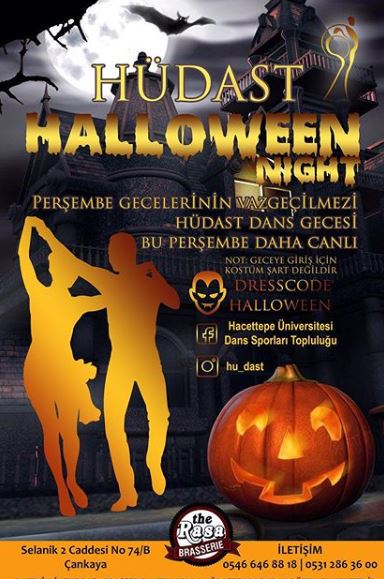 HÜDAST
HALLOWEEN
NIGHT
PERŞEMBE GECELERİNİN VAZGEÇİLMEZİ
HÜDAST DANS GECESİ
BU PERŞEMBE DAHA CANLI
NOT: GECEYE GİRİŞ İÇİN
KOSTÜM ŞART DEĞİLDİR
DRESSCODE
HALLOWEEN
Hacettepe Üniversitesi
Dans Sporları Topluluğu
hu_dast
the
Rasa
BRASSERIE
Selanik 2 Caddesi No 74/B
Çankaya
İLETİŞİM
0546 646 88 18 | 0531 286 36 00